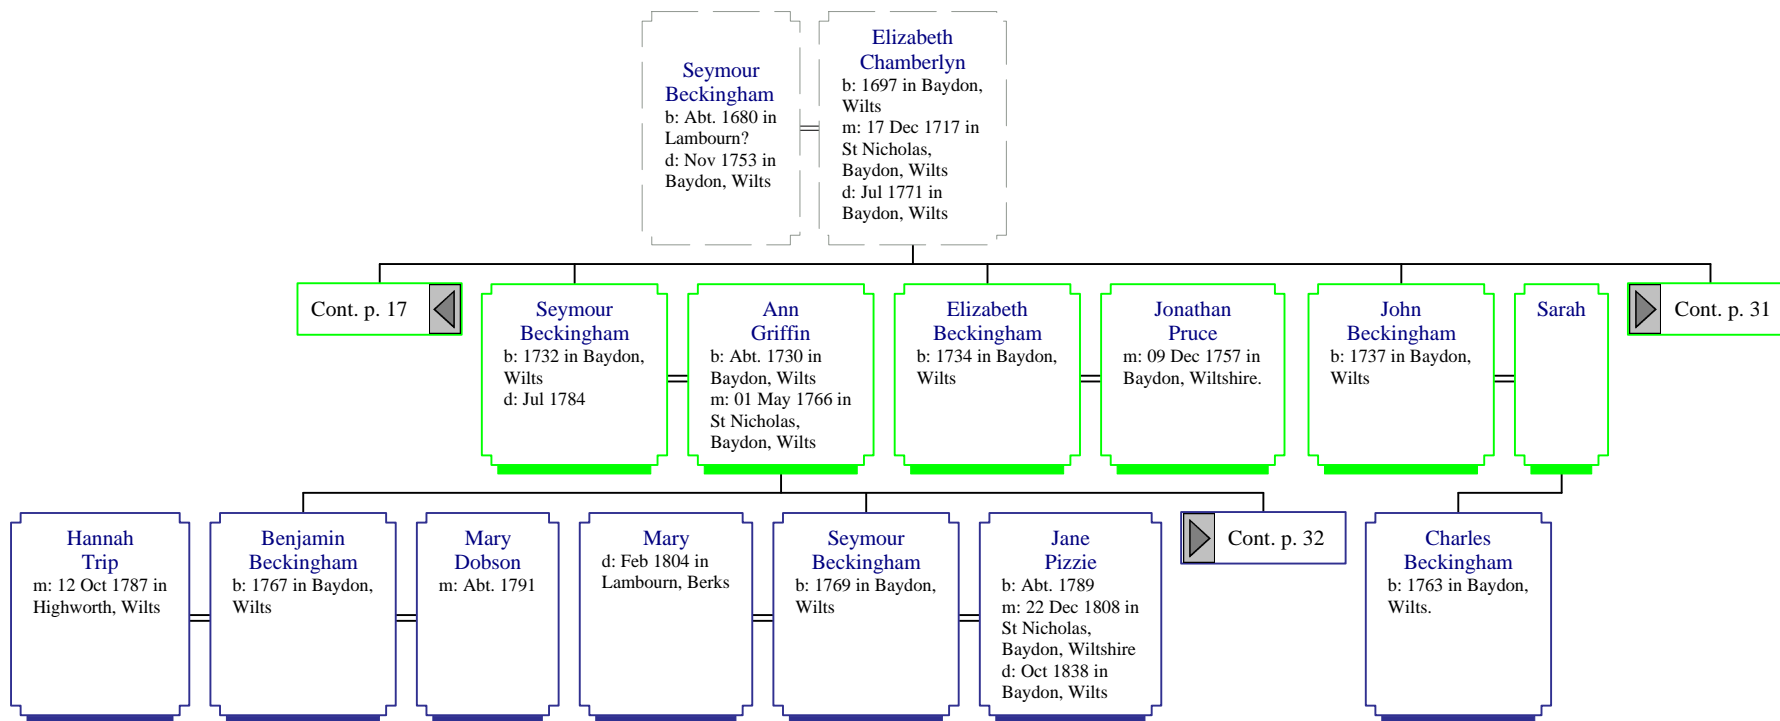 Seymour
Beckingham
b: Abt. 1680 in
Lambourn?
d: Nov 1753 in
Baydon, Wilts
Elizabeth
Chamberlyn
b: 1697 in Baydon,
Wilts
m: 17 Dec 1717 in
St Nicholas,
Baydon, Wilts
d: Jul 1771 in
Baydon, Wilts
Cont. p. 17
Seymour
Beckingham
b: 1732 in Baydon,
Wilts
d: Jul 1784
Ann
Griffin
b: Abt. 1730 in
Baydon, Wilts
m: 01 May 1766 in
St Nicholas,
Baydon, Wilts
Elizabeth
Beckingham
b: 1734 in Baydon,
Wilts
Jonathan
Pruce
m: 09 Dec 1757 in
Baydon, Wiltshire.
John
Beckingham
b: 1737 in Baydon,
Wilts
Sarah
Cont. p. 31
Hannah
Trip
m: 12 Oct 1787 in
Highworth, Wilts
Benjamin
Beckingham
b: 1767 in Baydon,
Wilts
Mary
Dobson
m: Abt. 1791
Mary
d: Feb 1804 in
Lambourn, Berks
Seymour
Beckingham
b: 1769 in Baydon,
Wilts
Jane
Pizzie
b: Abt. 1789
m: 22 Dec 1808 in
St Nicholas,
Baydon, Wiltshire
d: Oct 1838 in
Baydon, Wilts
Cont. p. 32
Charles
Beckingham
b: 1763 in Baydon,
Wilts.